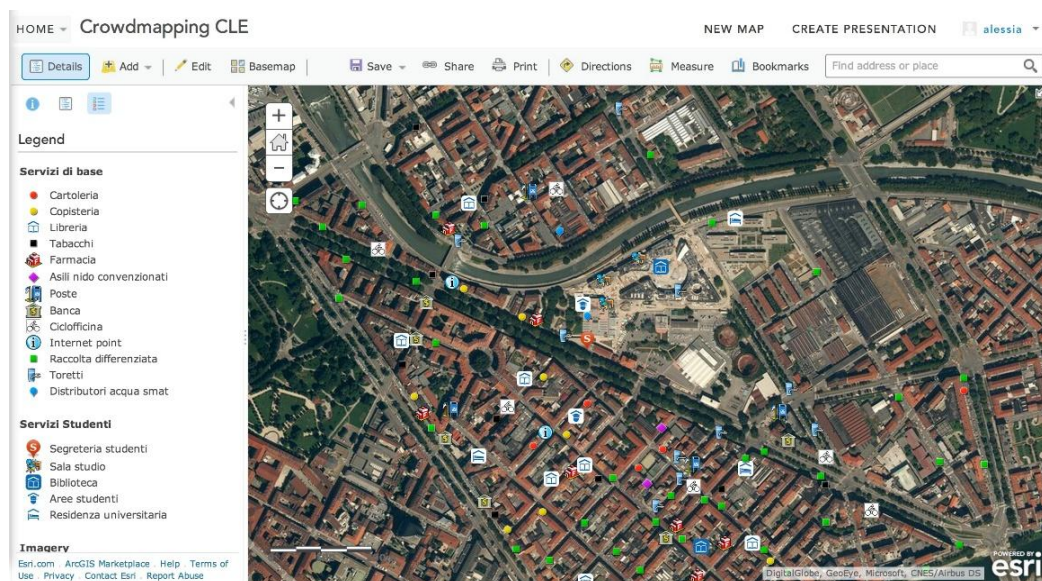 HOME Crowdmapping CLE NEW MAP CREATE PRESENTATION alessia
Details Add Edit Basemap Save Share Print Directions Measure Bookmarks Find address or place
Legend
Servizi di base
Cartoleria
Copisteria
Libreria
Tabacchi
Farmacia
Asili nido convenzionati
Poste
Banca
Ciclofficina
Internet point
Raccolta differenziata
Toretti
Distributori acqua smat
Servizi Studenti
Segreteria studenti
Sala studio
Biblioteca
Aree studenti
Residenza universitaria
Imagery
Esri.com . ArcGIS Marketplace . Help . Terms of
Use . Privacy . Contact Esri . Report Abuse
POWERED BY
esri
DigitalGlobe, GeoEye, Microsoft, CNES/Airbus DS